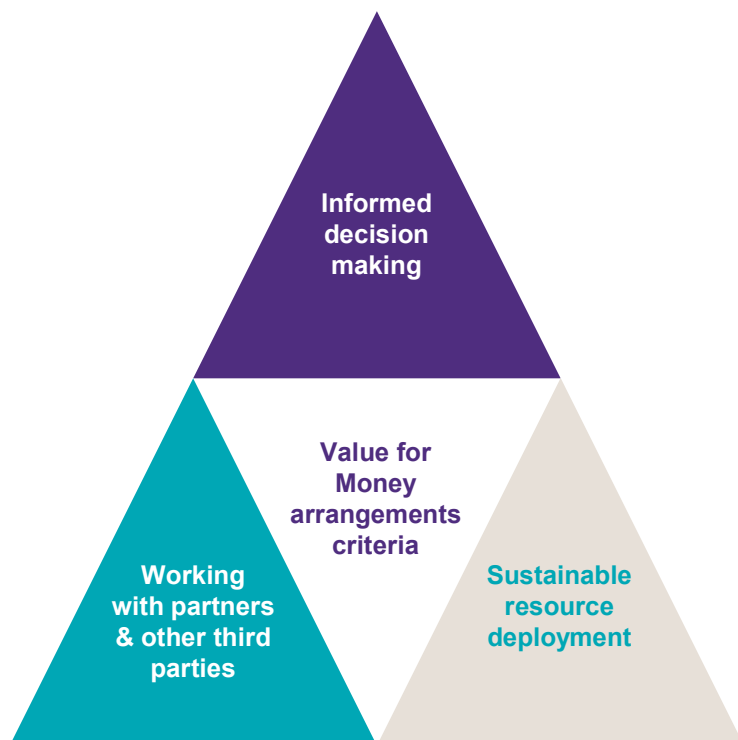 Informed
decision
making
Value for
Money
arrangements
criteria
Working
with partners
& other third
parties
Sustainable
resource
deployment